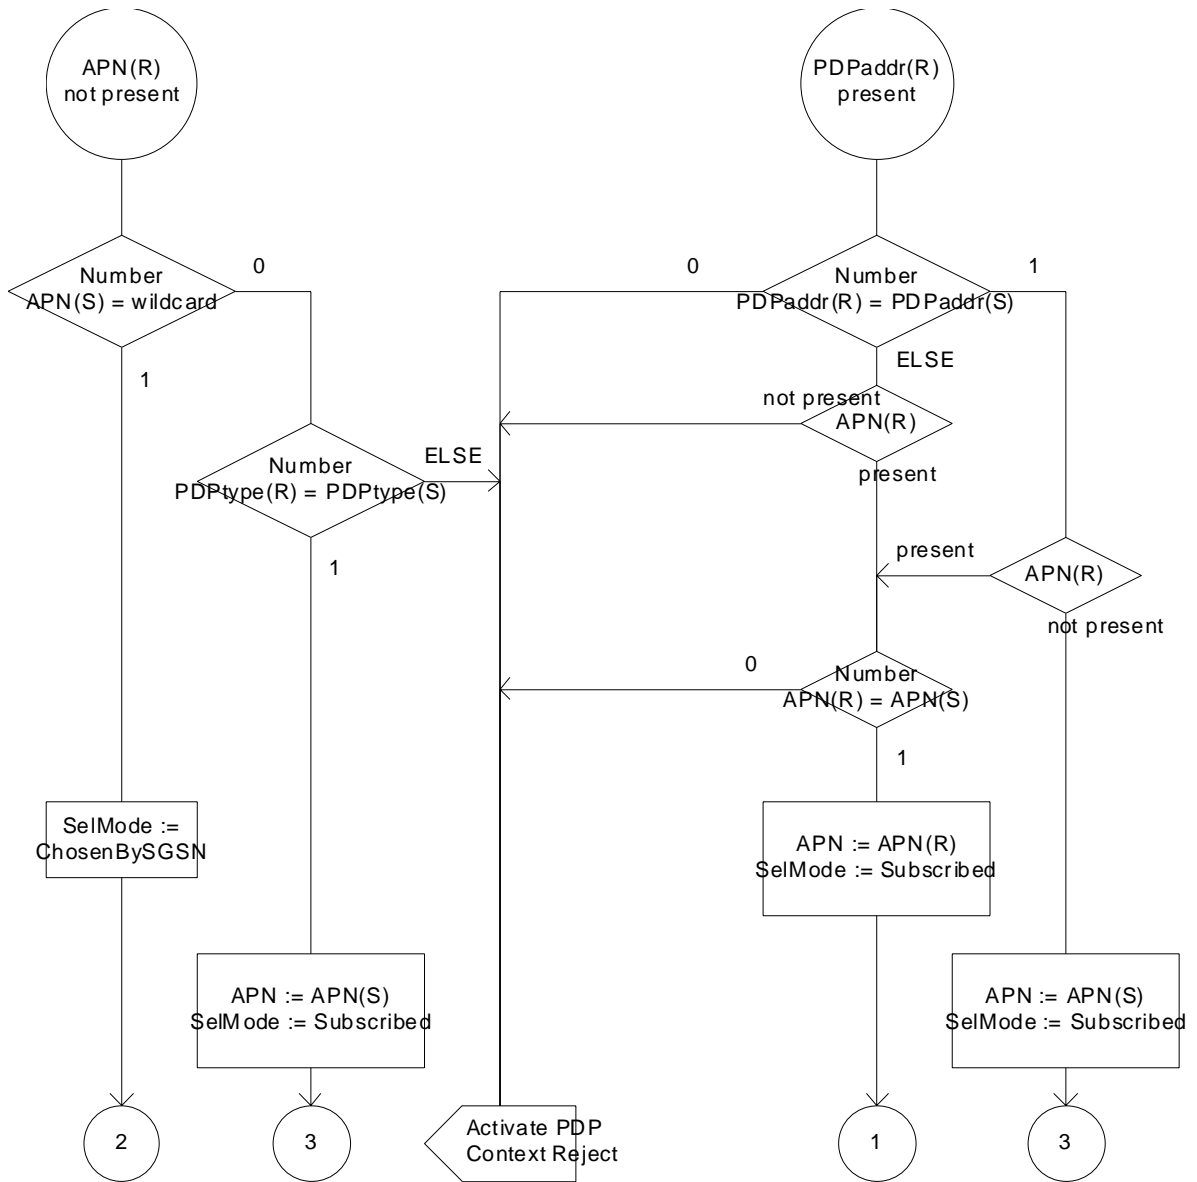 APN(R)
not present
PDPaddr(R)
present
Number
APN(S) = wildcard
0
1
0
Number
PDPaddr(R) = PDPaddr(S)
1
ELSE
not present
APN(R)
present
Number
PDPtype(R) = PDPtype(S)
ELSE
1
present
APN(R)
not present
0
Number
APN(R) = APN(S)
1
SelMode :=
ChosenBySGSN
APN := APN(R)
SelMode := Subscribed
APN := APN(S)
SelMode := Subscribed
APN := APN(S)
SelMode := Subscribed
2
3
Activate PDP
Context Reject
1
3